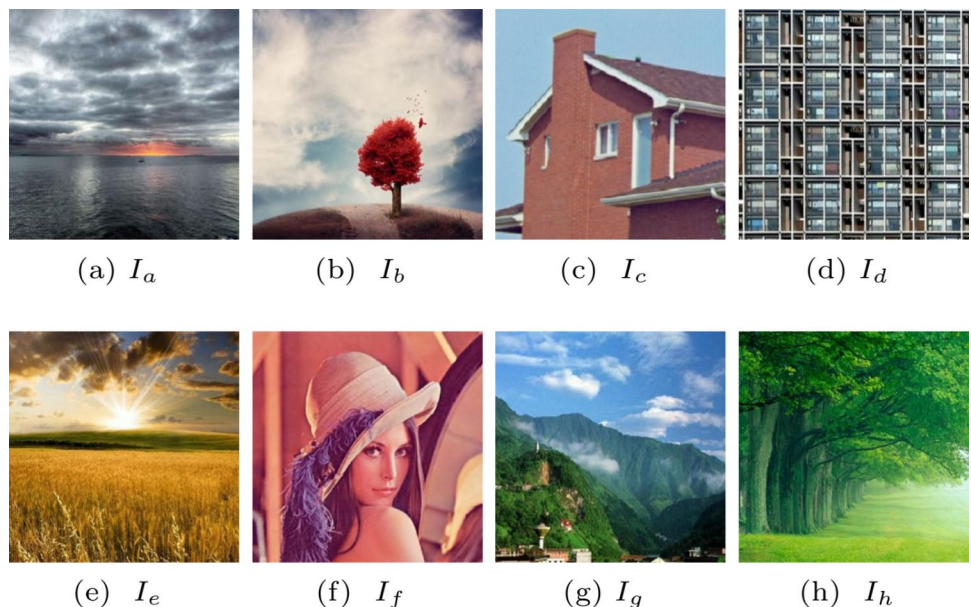 (a) I_a (b) I_b (c) I_c (d) I_d
(e) I_e (f) I_f (g) I_g (h) I_h